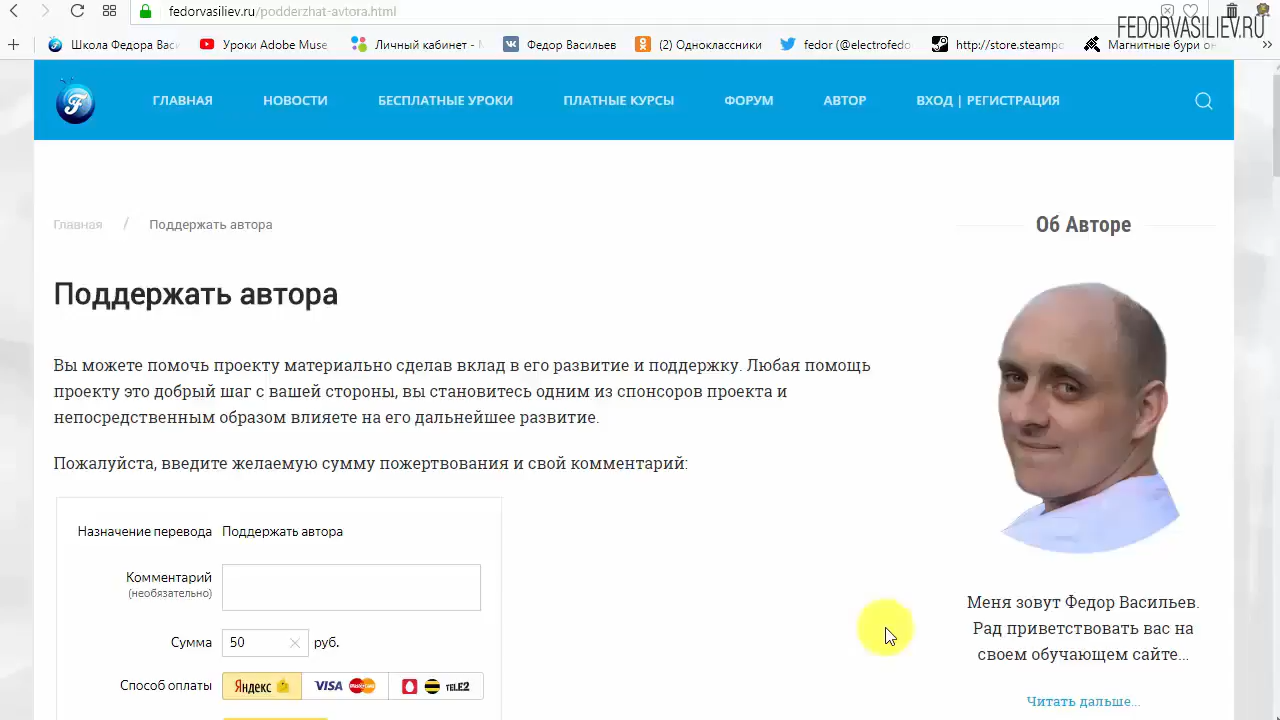 fedorvasiliev.ru/podderzhat-avtora.html
FEDORVASILIEV.RU
Школа Федора Васи
Уроки Adobe Muse
Личный кабинет -
Федор Васильев
(2) Одноклассники
fedor (@electrofedo
http://store.steampo
Магнитные бури он
ГЛАВНАЯ
НОВОСТИ
БЕСПЛАТНЫЕ УРОКИ
ПЛАТНЫЕ КУРСЫ
ФОРУМ
АВТОР
ВХОД | РЕГИСТРАЦИЯ
Главная / Поддержать автора
Поддержать автора
Вы можете помочь проекту материально сделав вклад в его развитие и поддержку. Любая помощь
проекту это добрый шаг с вашей стороны, вы становитесь одним из спонсоров проекта и
непосредственным образом влияете на его дальнейшее развитие.
Пожалуйста, введите желаемую сумму пожертвования и свой комментарий:
Назначение перевода Поддержать автора
Комментарий
(необязательно)
Сумма 50 руб.
Способ оплаты Яндекс VISA MasterCard TELE2
Об Авторе
Меня зовут Федор Васильев.
Рад приветствовать вас на
своем обучающем сайте...
Читать дальше...